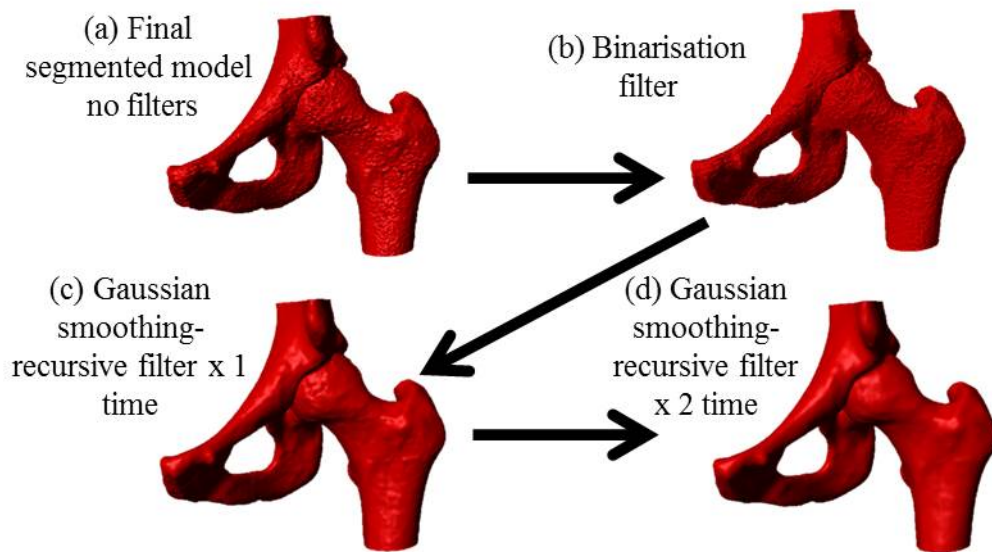 (a) Final
segmented model
no filters
(b) Binarisation
filter
(c) Gaussian
smoothing-
recursive filter x 1
time
(d) Gaussian
smoothing-
recursive filter
x 2 time